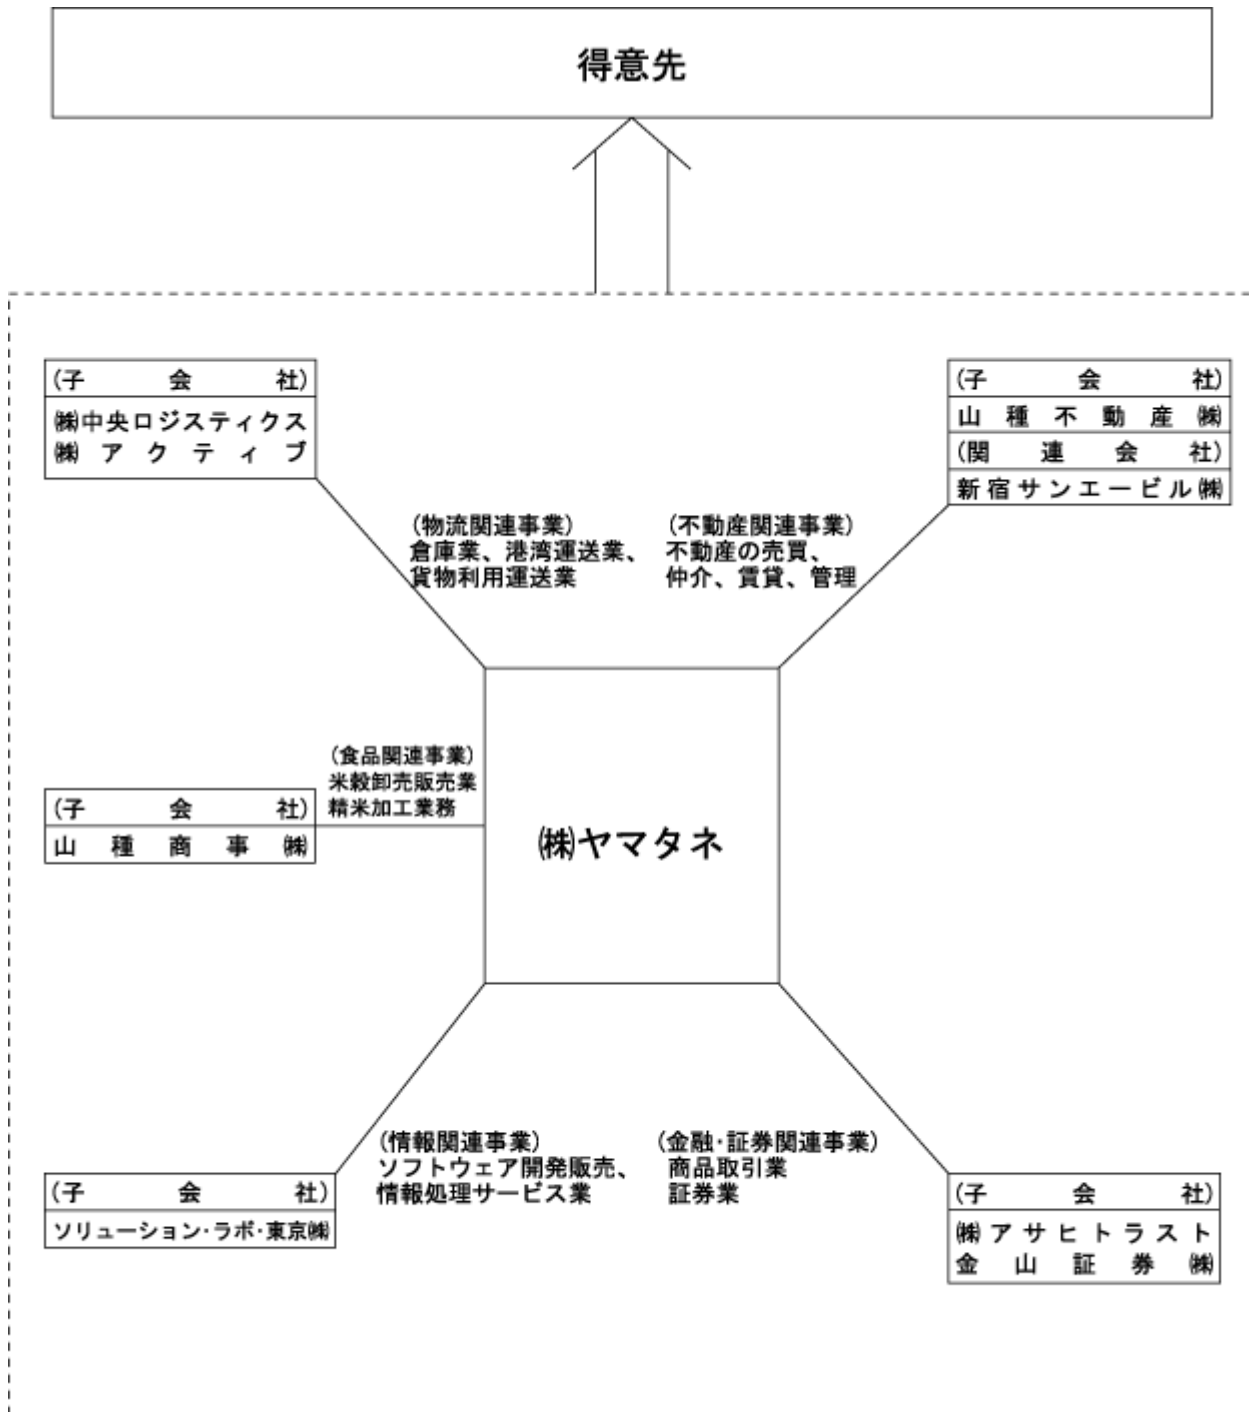 得意先
(子会社)
㈱中央ロジスティクス
㈱アクティブ
(子会社)
山種不動産㈱
(関連会社)
新宿サンエービル㈱
(物流関連事業)
倉庫業、港湾運送業、
貨物利用運送業
(不動産関連事業)
不動産の売買、
仲介、賃貸、管理
(食品関連事業)
米穀卸売販売業
精米加工業務
(子会社)
山種商事㈱
㈱ヤマタネ
(情報関連事業)
ソフトウェア開発販売、
情報処理サービス業
(金融・証券関連事業)
商品取引業
証券業
(子会社)
ソリューション・ラボ・東京㈱
(子会社)
㈱アサヒトラスト
金山証券㈱